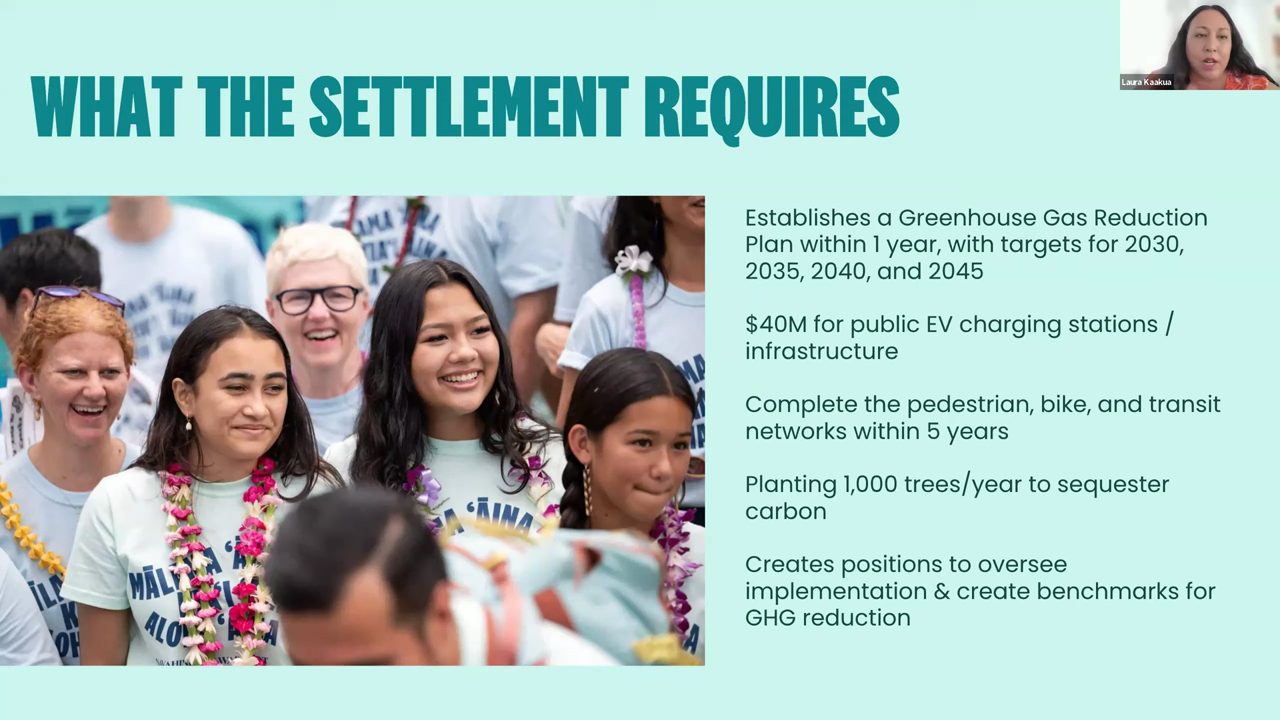 WHAT THE SETTLEMENT REQUIRES
Laura Kaakua
Establishes a Greenhouse Gas Reduction
Plan within 1 year, with targets for 2030,
2035, 2040, and 2045
$40M for public EV charging stations /
infrastructure
Complete the pedestrian, bike, and transit
networks within 5 years
Planting 1,000 trees/year to sequester
carbon
Creates positions to oversee
implementation & create benchmarks for
GHG reduction
ʻĀINA